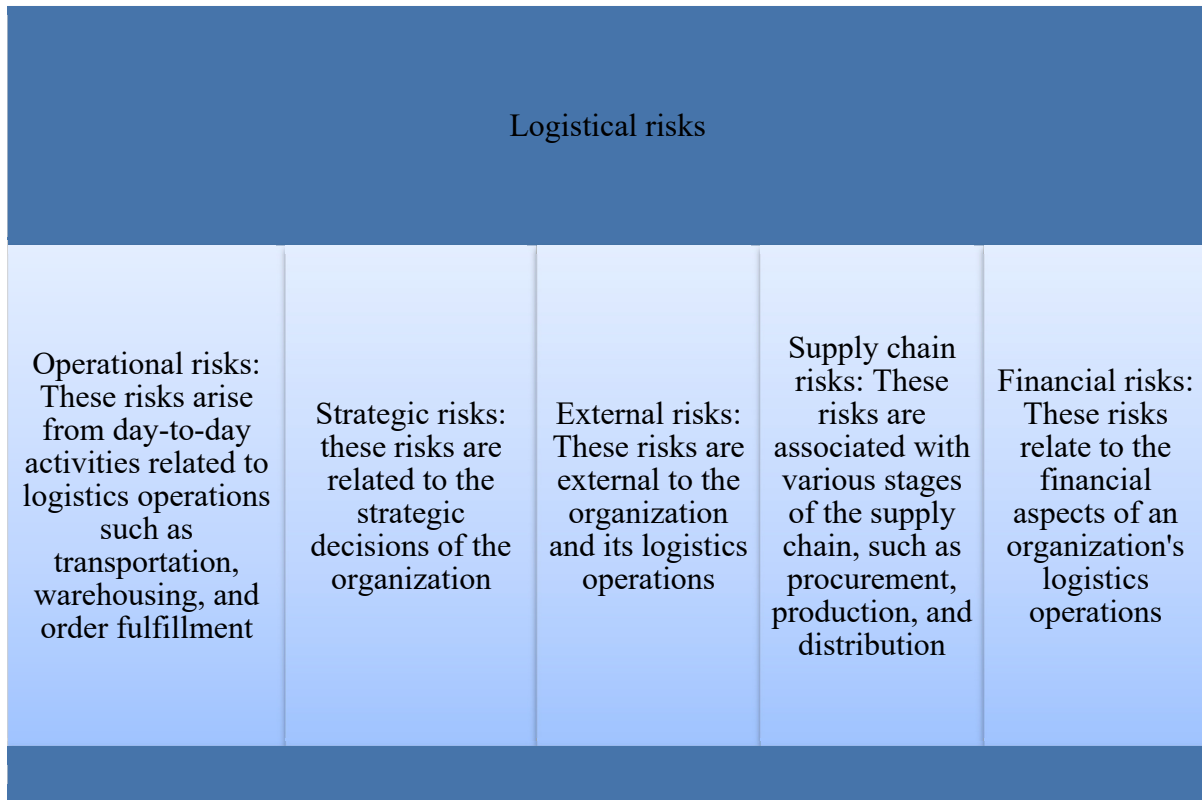 Logistical risks
Operational risks:
These risks arise
from day-to-day
activities related to
logistics operations
such as
transportation,
warehousing, and
order fulfillment
Strategic risks:
these risks are
related to the
strategic
decisions of the
organization
External risks:
These risks are
external to the
organization
and its logistics
operations
Supply chain
risks: These
risks are
associated with
various stages
of the supply
chain, such as
procurement,
production, and
distribution
Financial risks:
These risks
relate to the
financial
aspects of an
organization's
logistics
operations